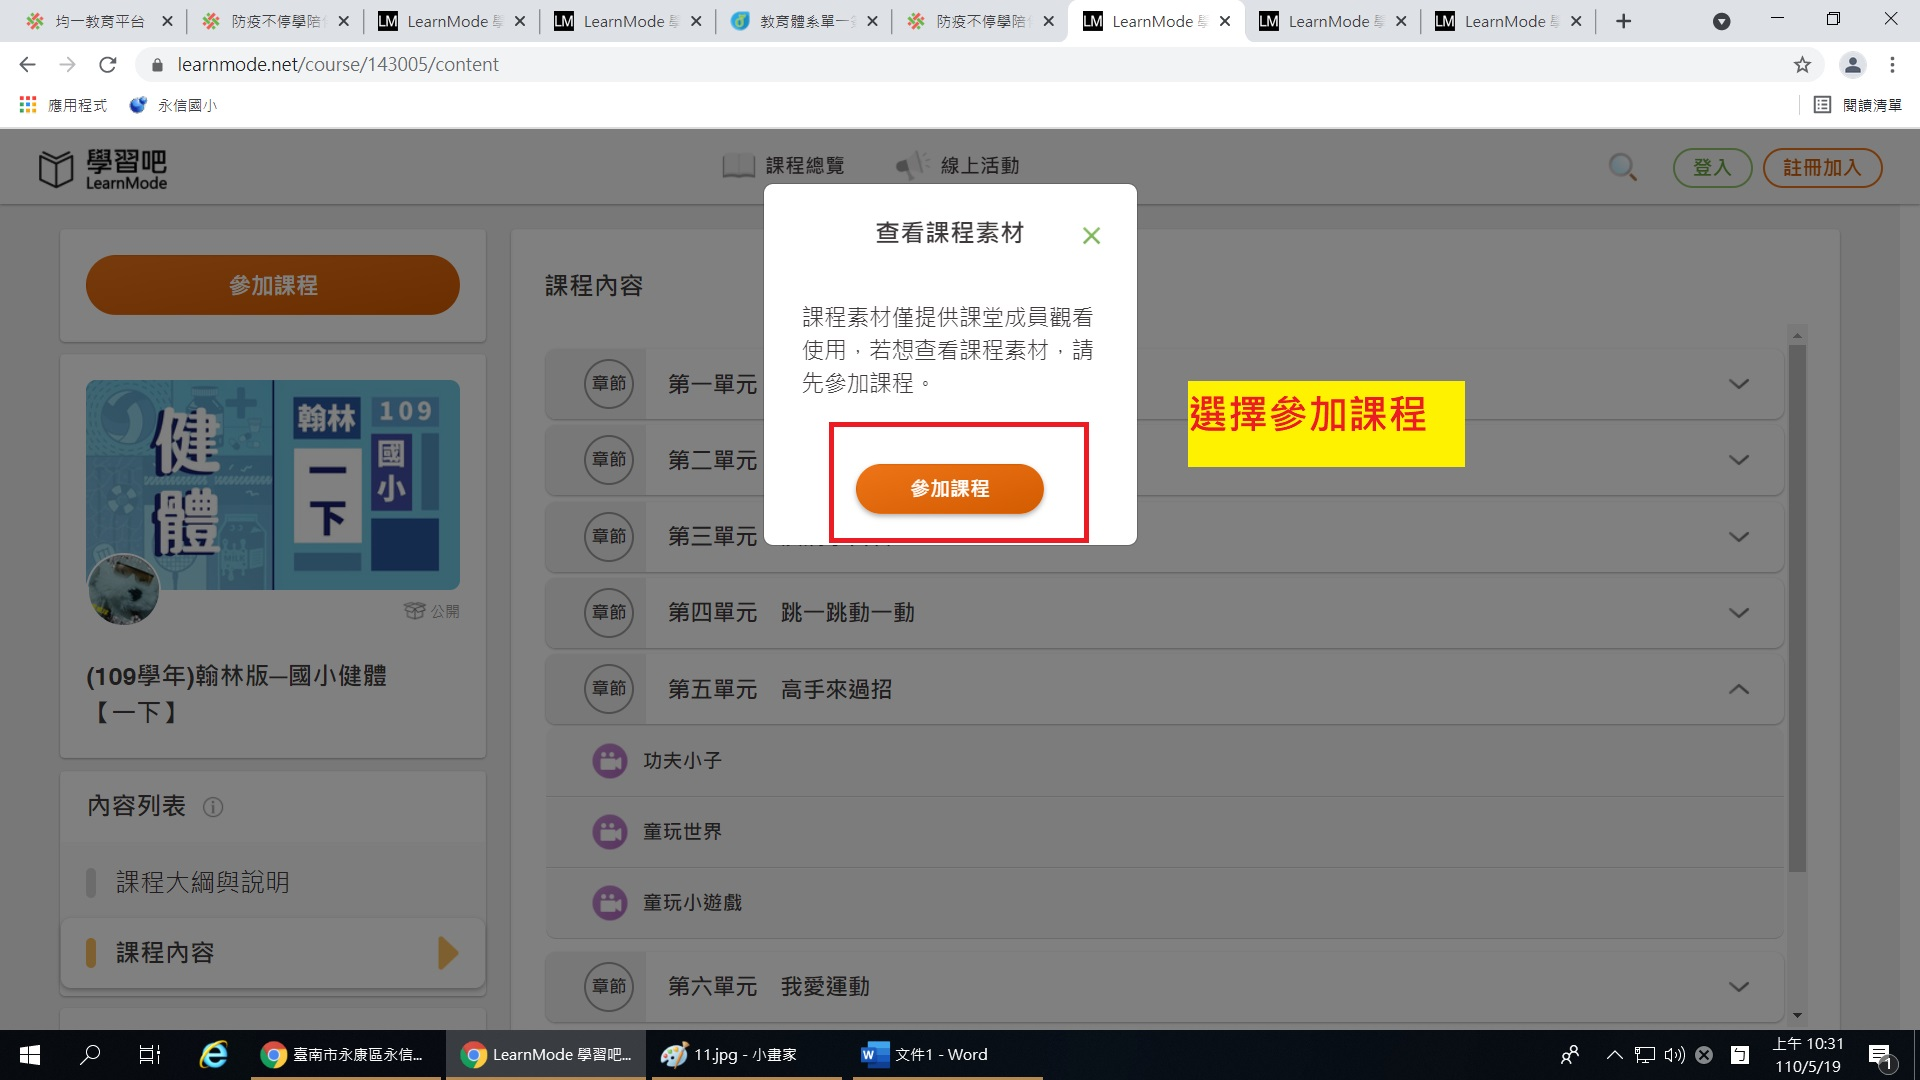 均一教育平台
防疫不停學陪
LearnMode 學
LearnMode 學
教育體系單一
防疫不停學陪
LearnMode 學
LearnMode 學
LearnMode 學
learnmode.net/course/143005/content
應用程式
永信國小
閱讀清單
學習吧
LearnMode
課程總覽
線上活動
登入
註冊加入
查看課程素材
課程素材僅提供課堂成員觀看
使用，若想查看課程素材，請
先參加課程。
參加課程
選擇參加課程
參加課程
健體
翰林
109
一下
國小
公開
(109學年)翰林版—國小健體
【一下】
內容列表
課程大綱與說明
課程內容
課程內容
章節 第一單元
章節 第二單元
章節 第三單元
章節 第四單元 跳一跳動一動
章節 第五單元 高手來過招
功夫小子
童玩世界
童玩小遊戲
章節 第六單元 我愛運動
臺南市永康區永信...
LearnMode 學習吧...
11.jpg - 小畫家
文件1 - Word
上午 10:31
110/5/19
1